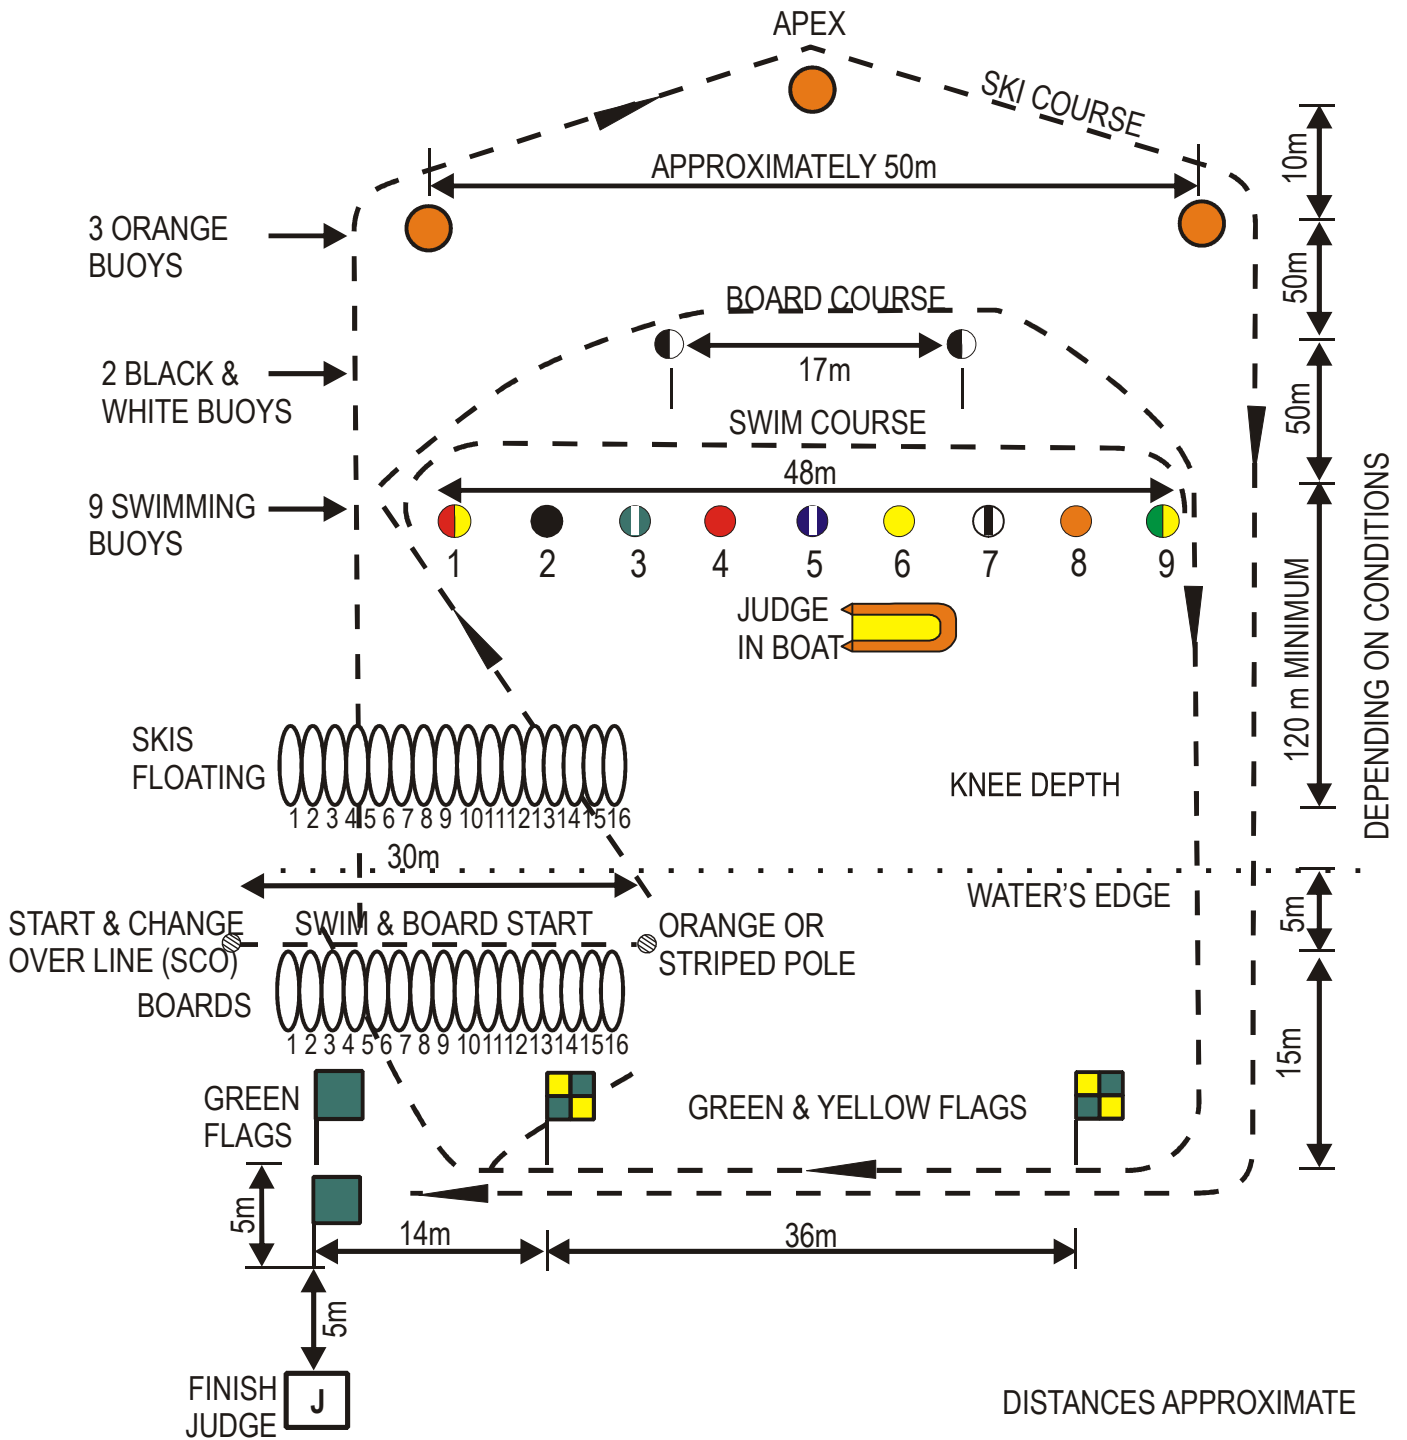 APEX
SKI COURSE
10m
APPROXIMATELY 50m
3 ORANGE
BUOYS
50m
BOARD COURSE
17m
2 BLACK &
WHITE BUOYS
50m
SWIM COURSE
48m
9 SWIMMING
BUOYS
1 2 3 4 5 6 7 8 9
JUDGE
IN BOAT
120 m MINIMUM
DEPENDING ON CONDITIONS
SKIS
FLOATING
KNEE DEPTH
1 2 3 4 5 6 7 8 9 10 11 12 13 14 15 16
30m
WATER'S EDGE
5m
START & CHANGE
OVER LINE (SCO)
SWIM & BOARD START
ORANGE OR
STRIPED POLE
BOARDS
1 2 3 4 5 6 7 8 9 10 11 12 13 14 15 16
15m
GREEN
FLAGS
GREEN & YELLOW FLAGS
5m
14m
36m
5m
FINISH
JUDGE
J
DISTANCES APPROXIMATE